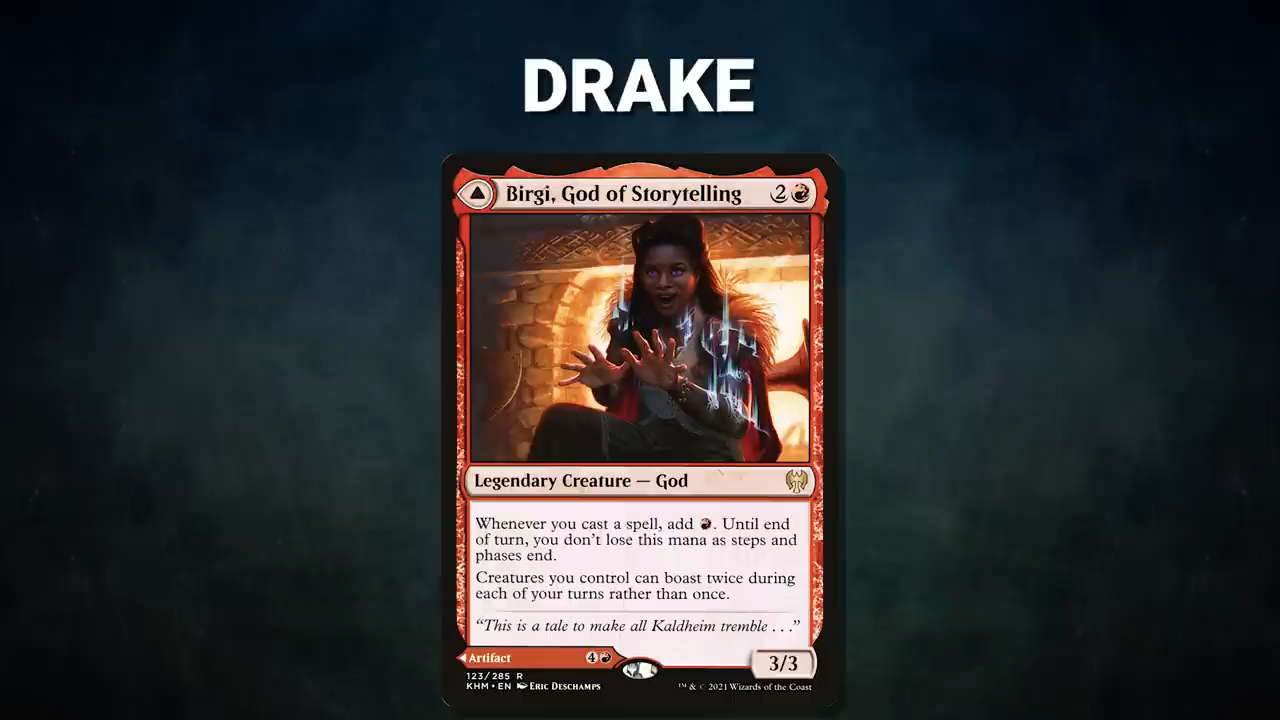 DRAKE
Birgi, God of Storytelling 2
Legendary Creature — God
Whenever you cast a spell, add . Until end
of turn, you don't lose this mana as steps and
phases end.
Creatures you control can boast twice during
each of your turns rather than once.
"This is a tale to make all Kaldheim tremble . . ."
Artifact 4
3/3
123/285 R
KHM • EN Eric Deschamps
™ & © 2021 Wizards of the Coast